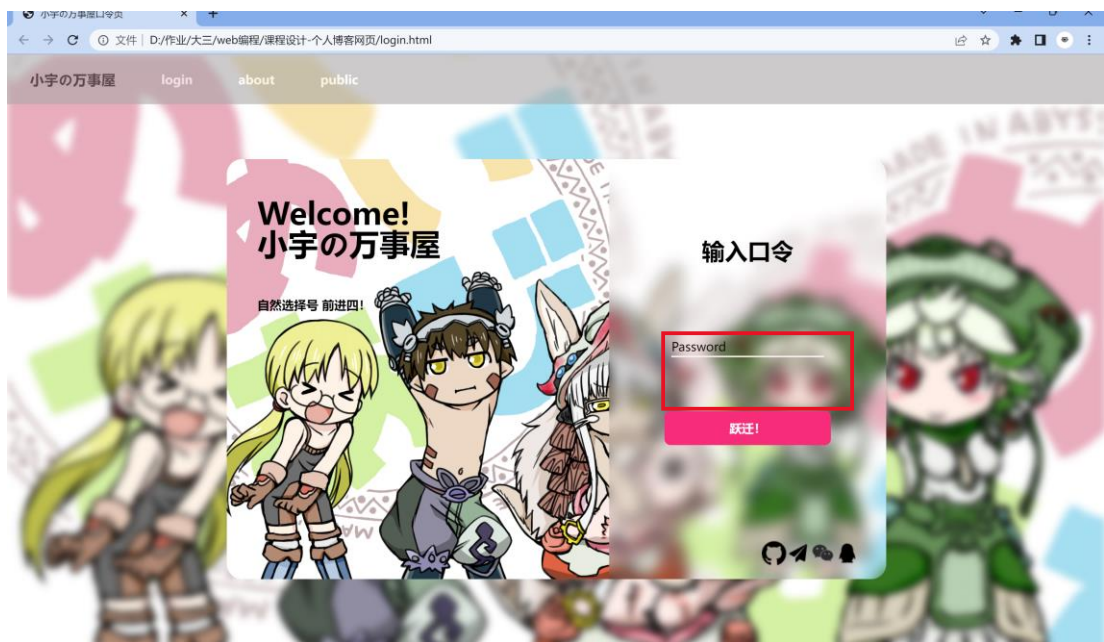 小宇の万事屋口令页
文件 | D:/作业/大三/web编程/课程设计-个人博客网页/login.html
小宇の万事屋 login about public
MADE IN ABYSS
Welcome!
小宇の万事屋
自然选择号 前进四!
输入口令
Password
跃迁!